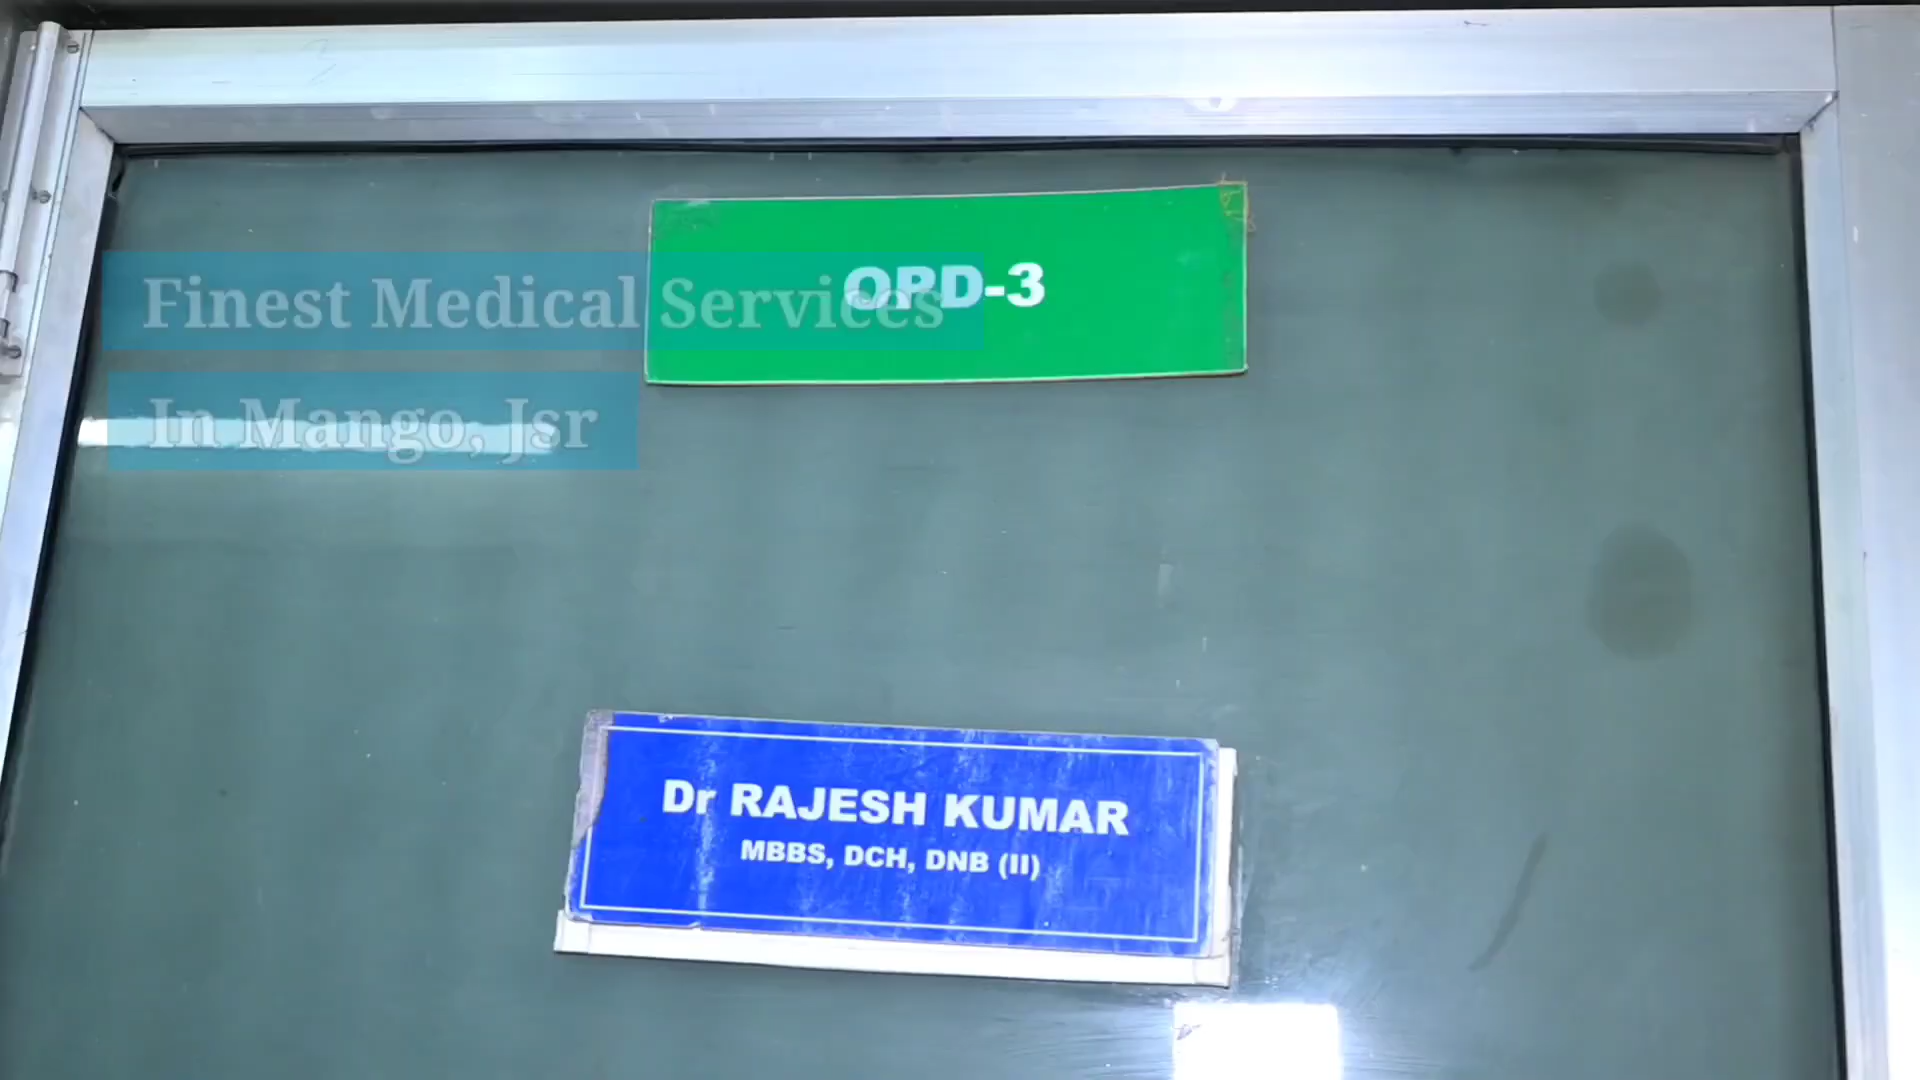 OPD-3
Finest Medical Services
In Mango, Jsr
Dr RAJESH KUMAR
MBBS, DCH, DNB (II)